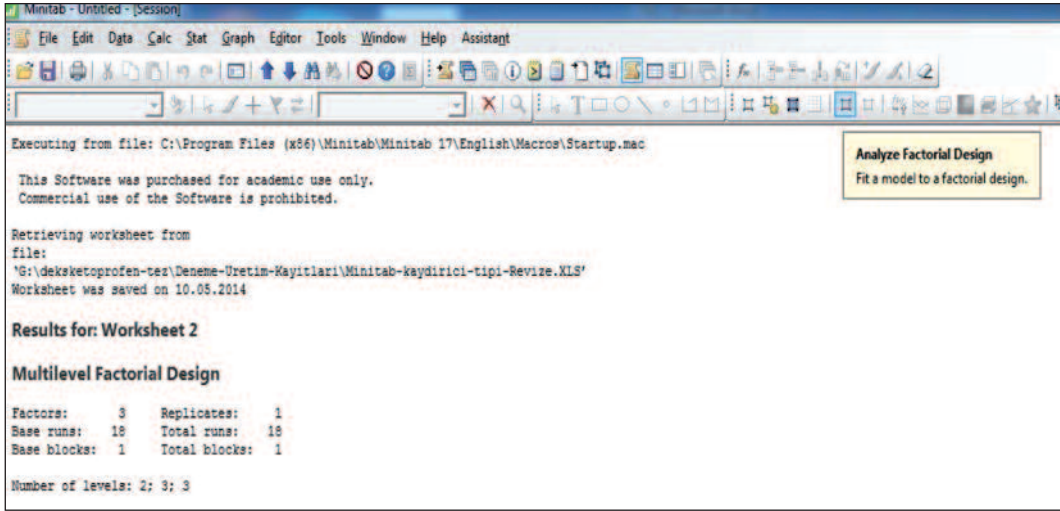 Minitab - Untitled - [Session]
File Edit Data Calc Stat Graph Editor Tools Window Help Assistant
Executing from file: C:\Program Files (x86)\Minitab\Minitab 17\English\Macros\Startup.mac
Analyze Factorial Design
Fit a model to a factorial design.
This Software was purchased for academic use only.
Commercial use of the Software is prohibited.
Retrieving worksheet from
file:
'G:\deksketoprofen-tez\Deneme-Uretim-Kayitlari\Minitab-kaydirici-tipi-Revize.XLS'
Worksheet was saved on 10.05.2014
Results for: Worksheet 2
Multilevel Factorial Design
Factors: 3 Replicates: 1
Base runs: 18 Total runs: 18
Base blocks: 1 Total blocks: 1
Number of levels: 2; 3; 3